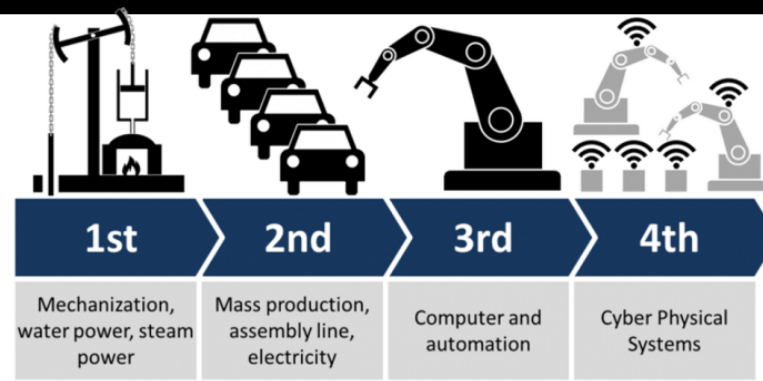 1st
2nd
3rd
4th
Mechanization,
water power, steam
power
Mass production,
assembly line,
electricity
Computer and
automation
Cyber Physical
Systems